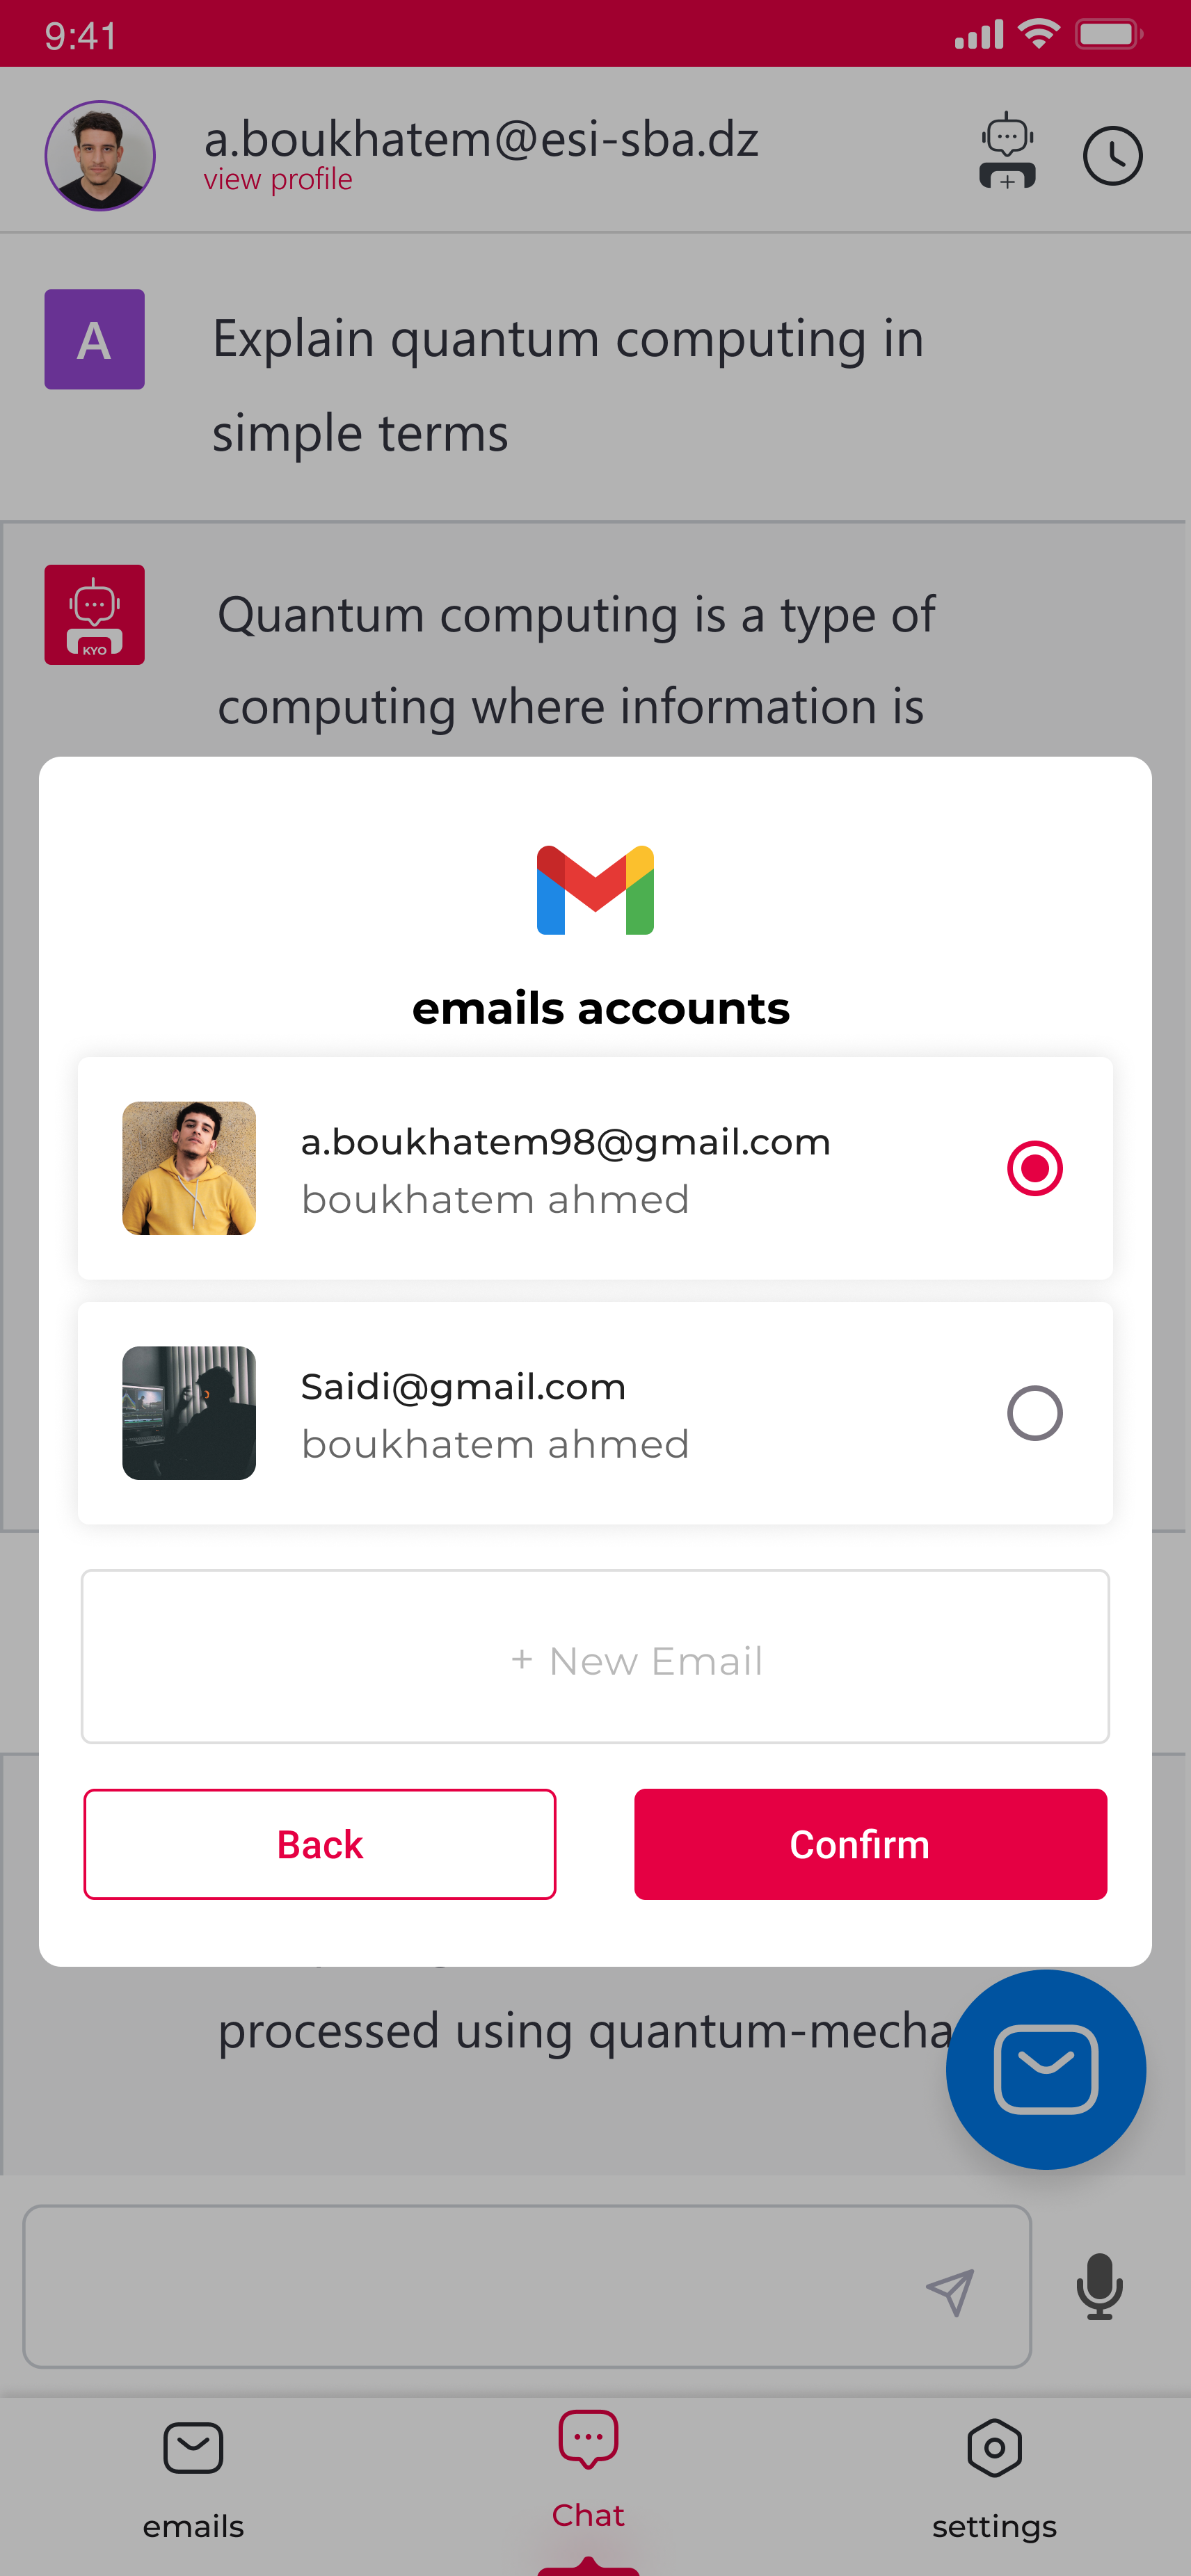 9:41
a.boukhatem@esi-sba.dz
view profile
A
Explain quantum computing in
simple terms
KYO
Quantum computing is a type of
computing where information is
emails accounts
a.boukhatem98@gmail.com
boukhatem ahmed
Saidi@gmail.com
boukhatem ahmed
+ New Email
Back
Confirm
processed using quantum-mecha
emails
Chat
settings